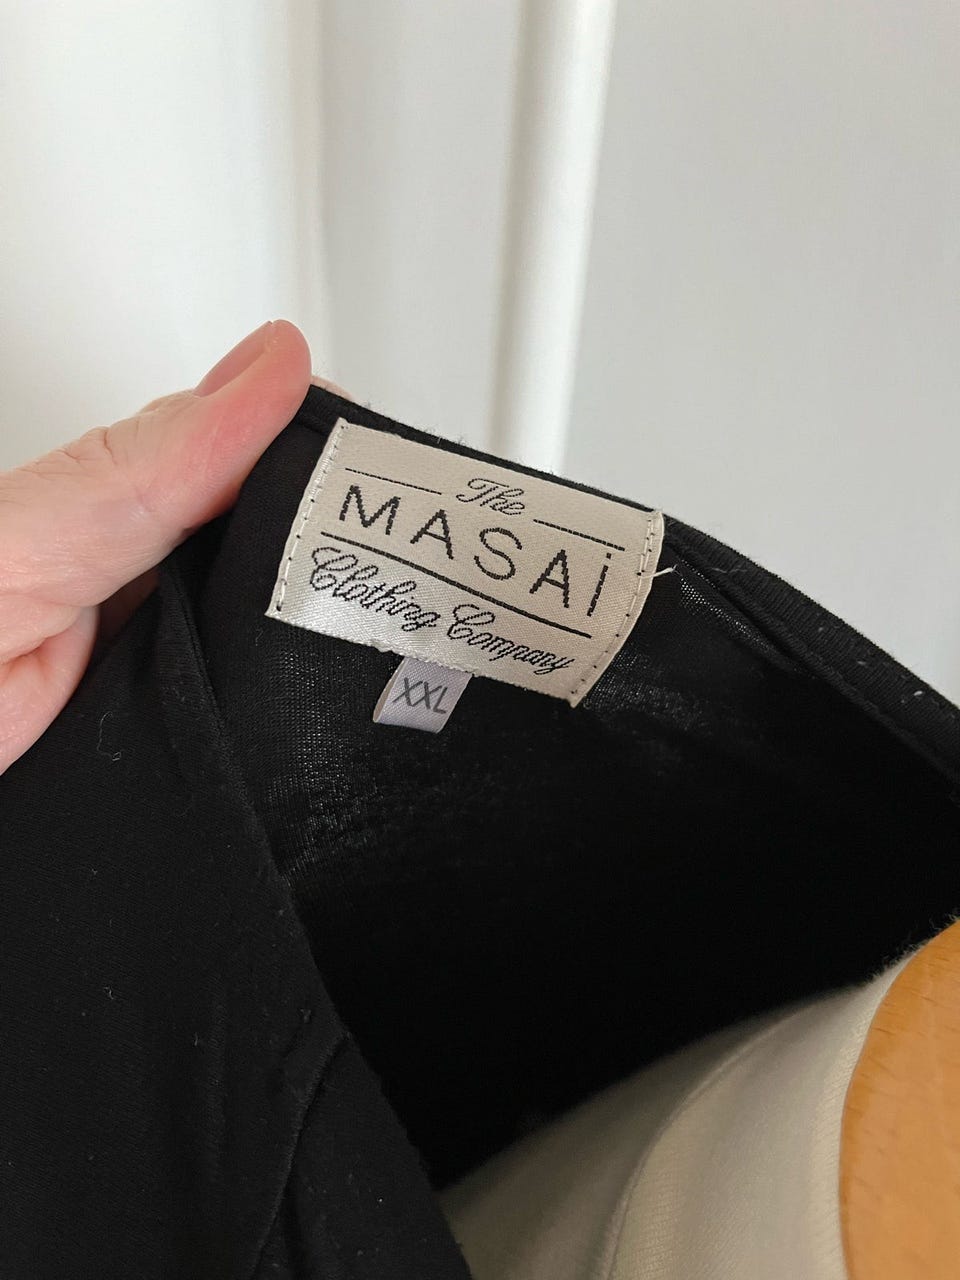 The
MASAi
Clothing Company
XXL